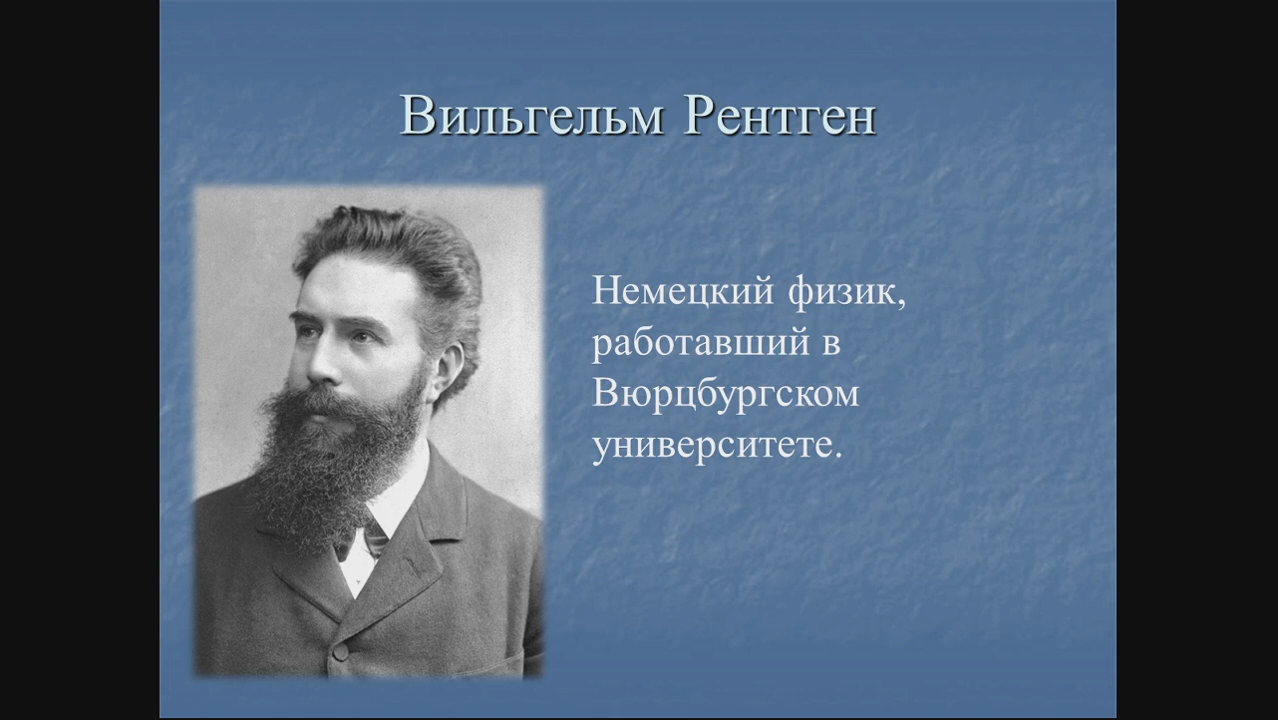 Вильгельм Рентген
Немецкий физик,
работавший в
Вюрцбургском
университете.